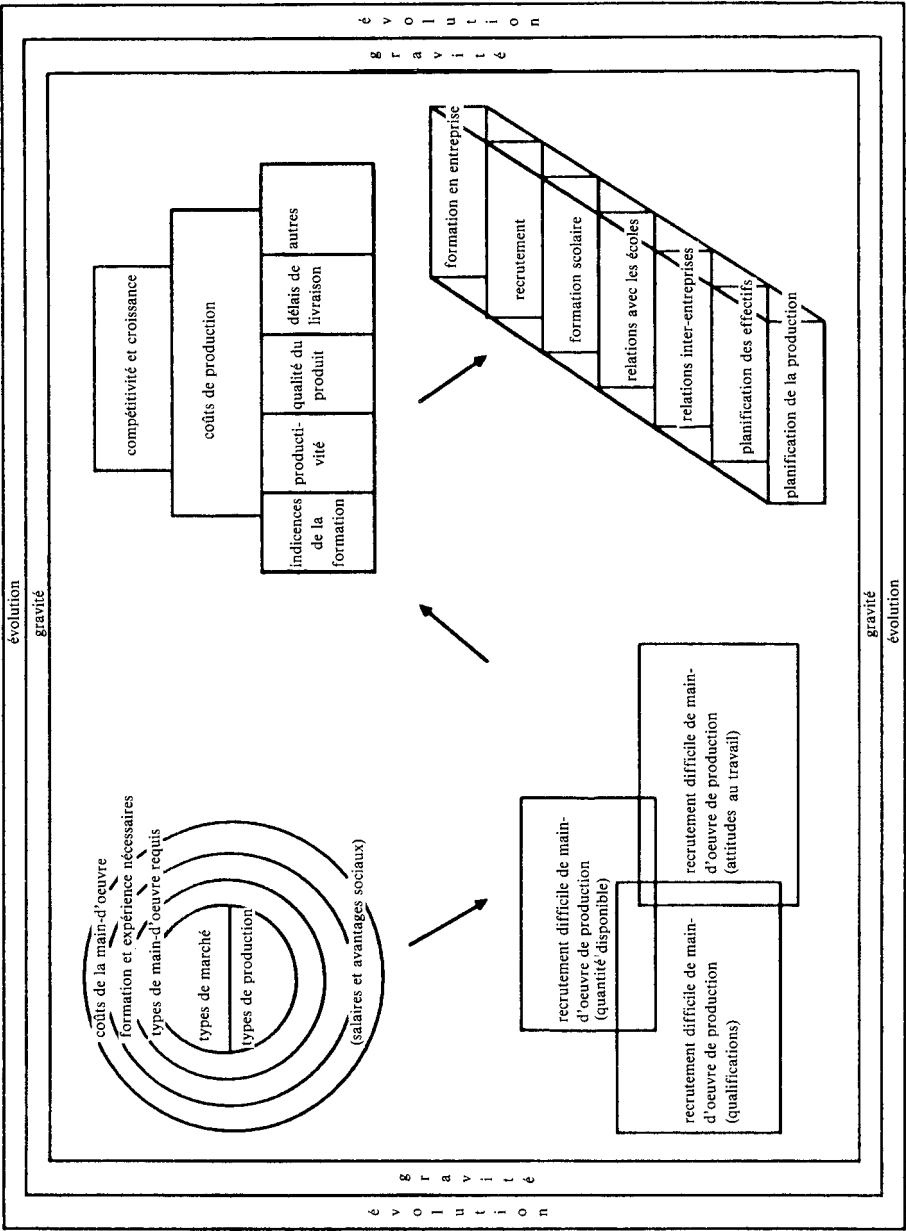 évolution
gravité
évolution
gravité
coûts de la main-d'oeuvre
formation et expérience nécessaires
types de main-d'oeuvre requis
types de marché
types de production
(salaires et avantages sociaux)
compétitivité et croissance
coûts de production
indicences
de la
formation
producti-
vité
qualité du
produit
délais de
livraison
autres
recrutement difficile de main-
d'oeuvre de production
(quantité disponible)
recrutement difficile de main-
d'oeuvre de production
(qualifications)
recrutement difficile de main-
d'oeuvre de production
(attitudes au travail)
formation en entreprise
recrutement
formation scolaire
relations avec les écoles
relations inter-entreprises
planification des effectifs
planification de la production
gravité
évolution
gravité
évolution